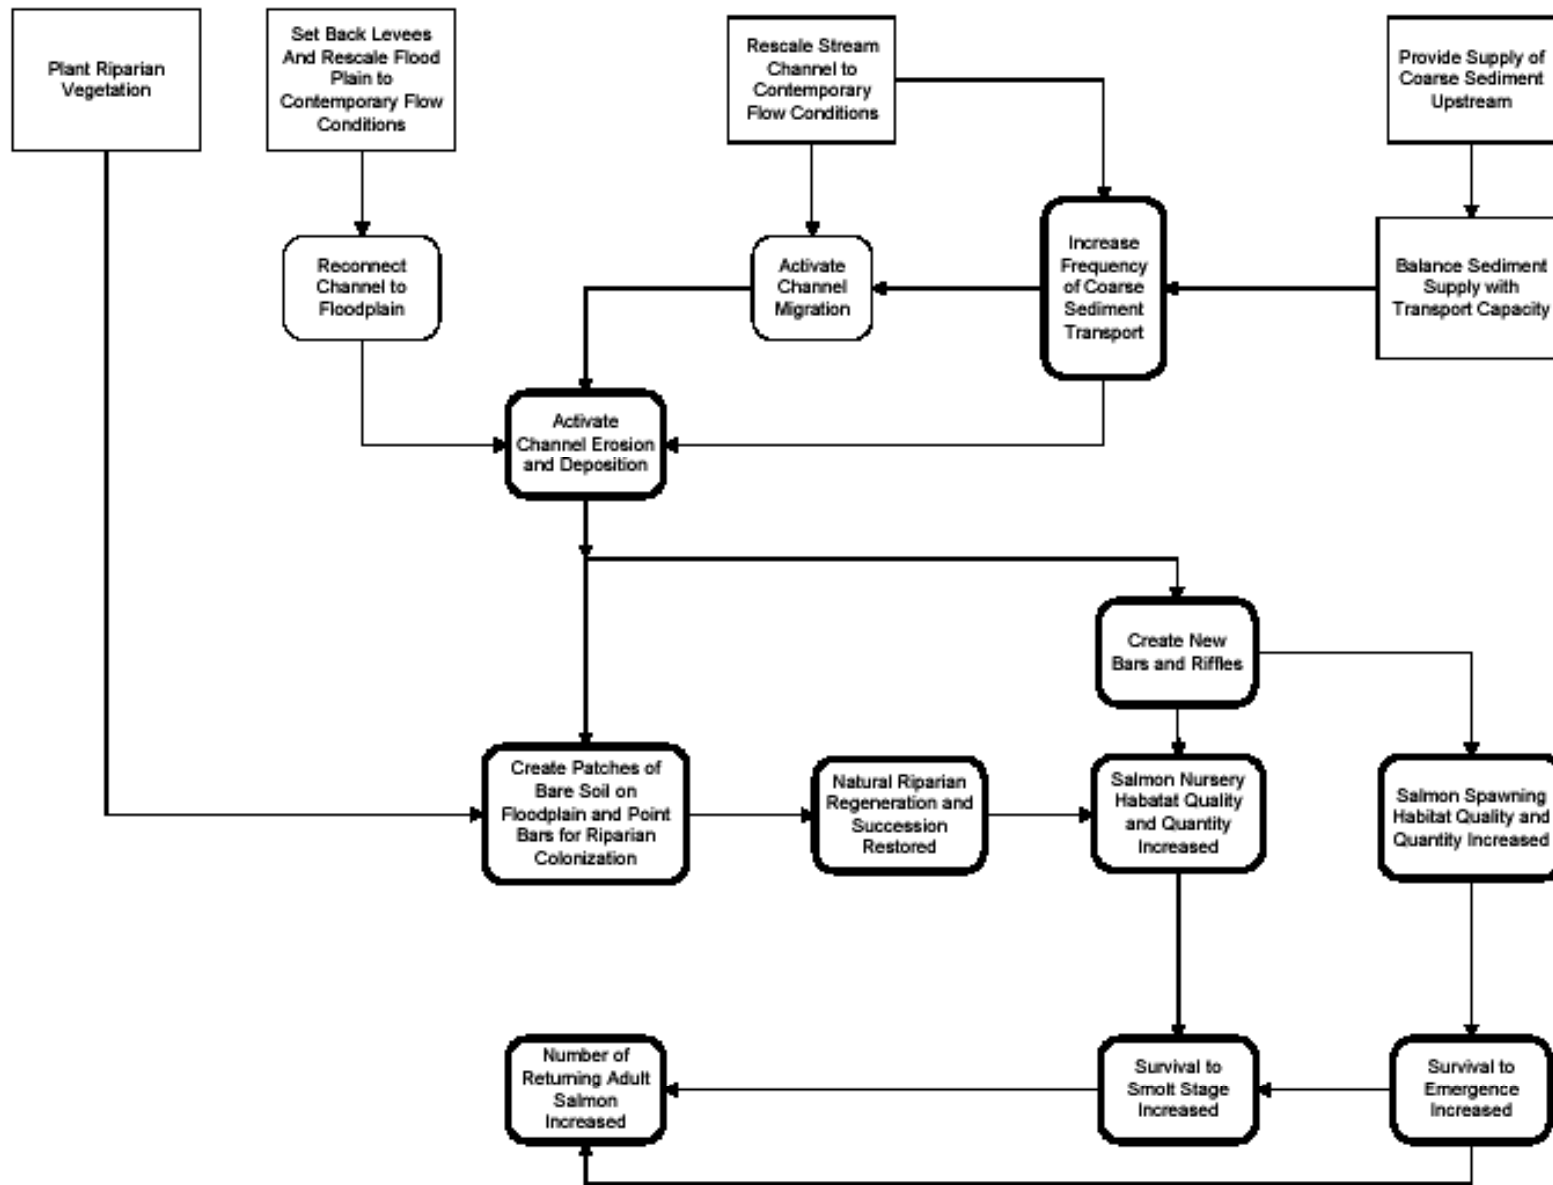 Plant Riparian
Vegetation
Set Back Levees
And Rescale Flood
Plain to
Contemporary Flow
Conditions
Rescale Stream
Channel to
Contemporary
Flow Conditions
Provide Supply of
Coarse Sediment
Upstream
Reconnect
Channel to
Floodplain
Activate
Channel
Migration
Increase
Frequency
of Coarse
Sediment
Transport
Balance Sediment
Supply with
Transport Capacity
Activate
Channel Erosion
and Deposition
Create New
Bars and Riffles
Create Patches of
Bare Soil on
Floodplain and Point
Bars for Riparian
Colonization
Natural Riparian
Regeneration and
Succession
Restored
Salmon Nursery
Habatat Quality
and Quantity
Increased
Salmon Spawning
Habitat Quality and
Quantity Increased
Number of
Returning Adult
Salmon
Increased
Survival to
Smolt Stage
Increased
Survival to
Emergence
Increased